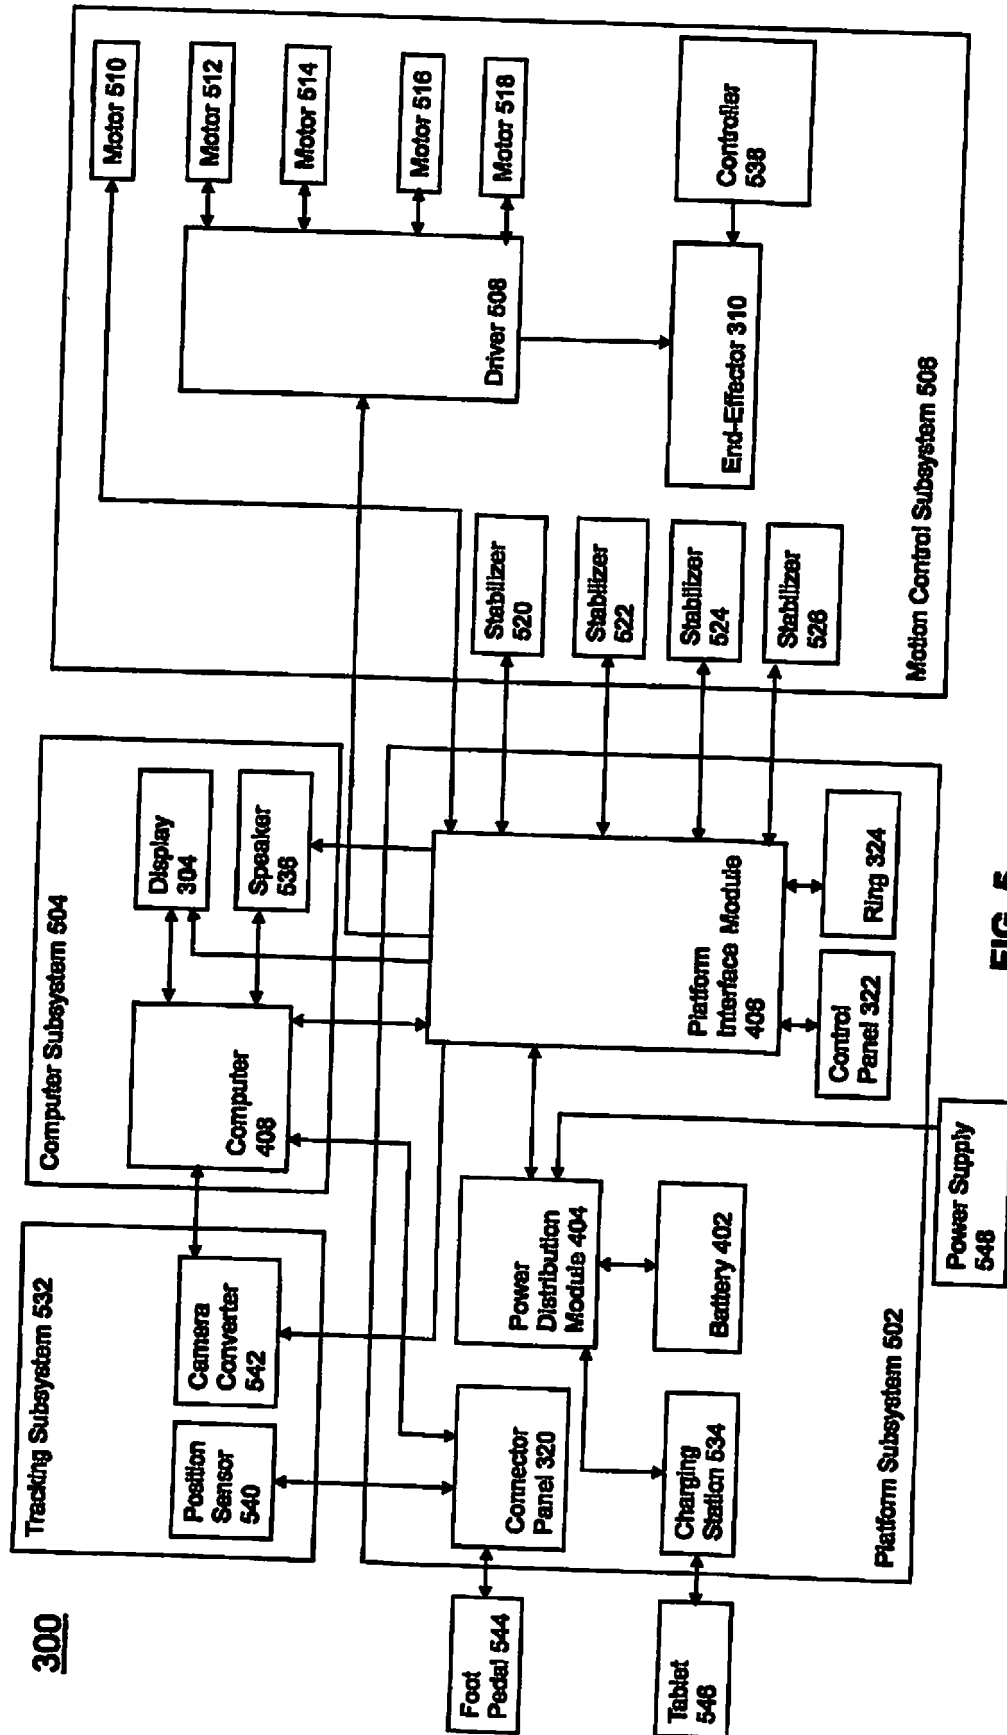 300
Tracking Subsystem 532
Position
Sensor
540
Camera
Converter
542
Computer Subsystem 504
Computer
408
Display
304
Speaker
536
Motor 510
Motor 512
Motor 514
Motor 516
Motor 518
Driver 508
Controller
538
End-Effector 310
Stabilizer
520
Stabilizer
522
Stabilizer
524
Stabilizer
526
Motion Control Subsystem 506
Foot
Pedal 544
Tablet
546
Connector
Panel 320
Charging
Station 534
Power
Distribution
Module 404
Battery 402
Platform
Interface Module
406
Control
Panel 322
Ring 324
Platform Subsystem 502
Power Supply
548
FIG. 5